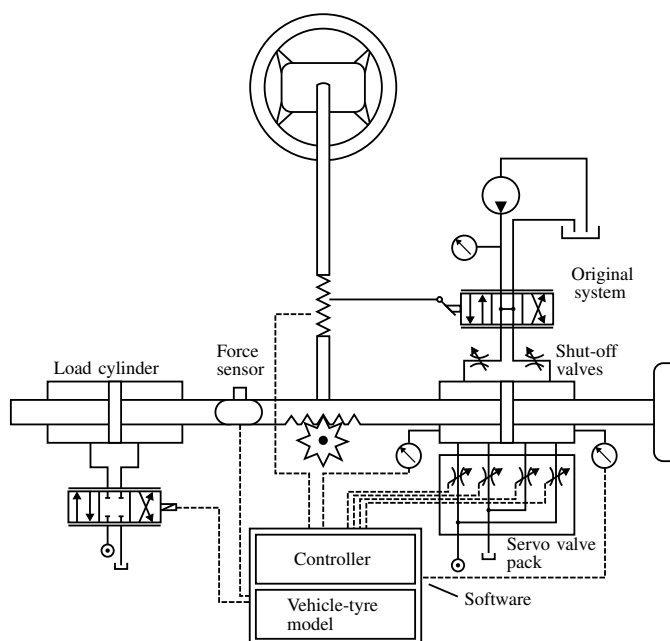 Original
system
Load cylinder
Force
sensor
Shut-off
valves
Servo valve
pack
Controller
Software
Vehicle-tyre
model